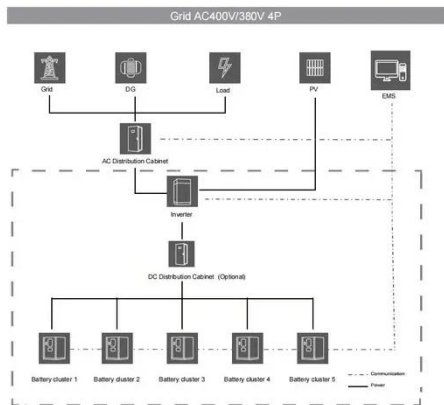 Grid AC400V/380V 4P
Grid
DG
Load
PV
EMS
AC Distribution Cabinet
Inverter
DC Distribution Cabinet (Optional)
Battery cluster 1
Battery cluster 2
Battery cluster 3
Battery cluster 4
Battery cluster 5
Communication
Power